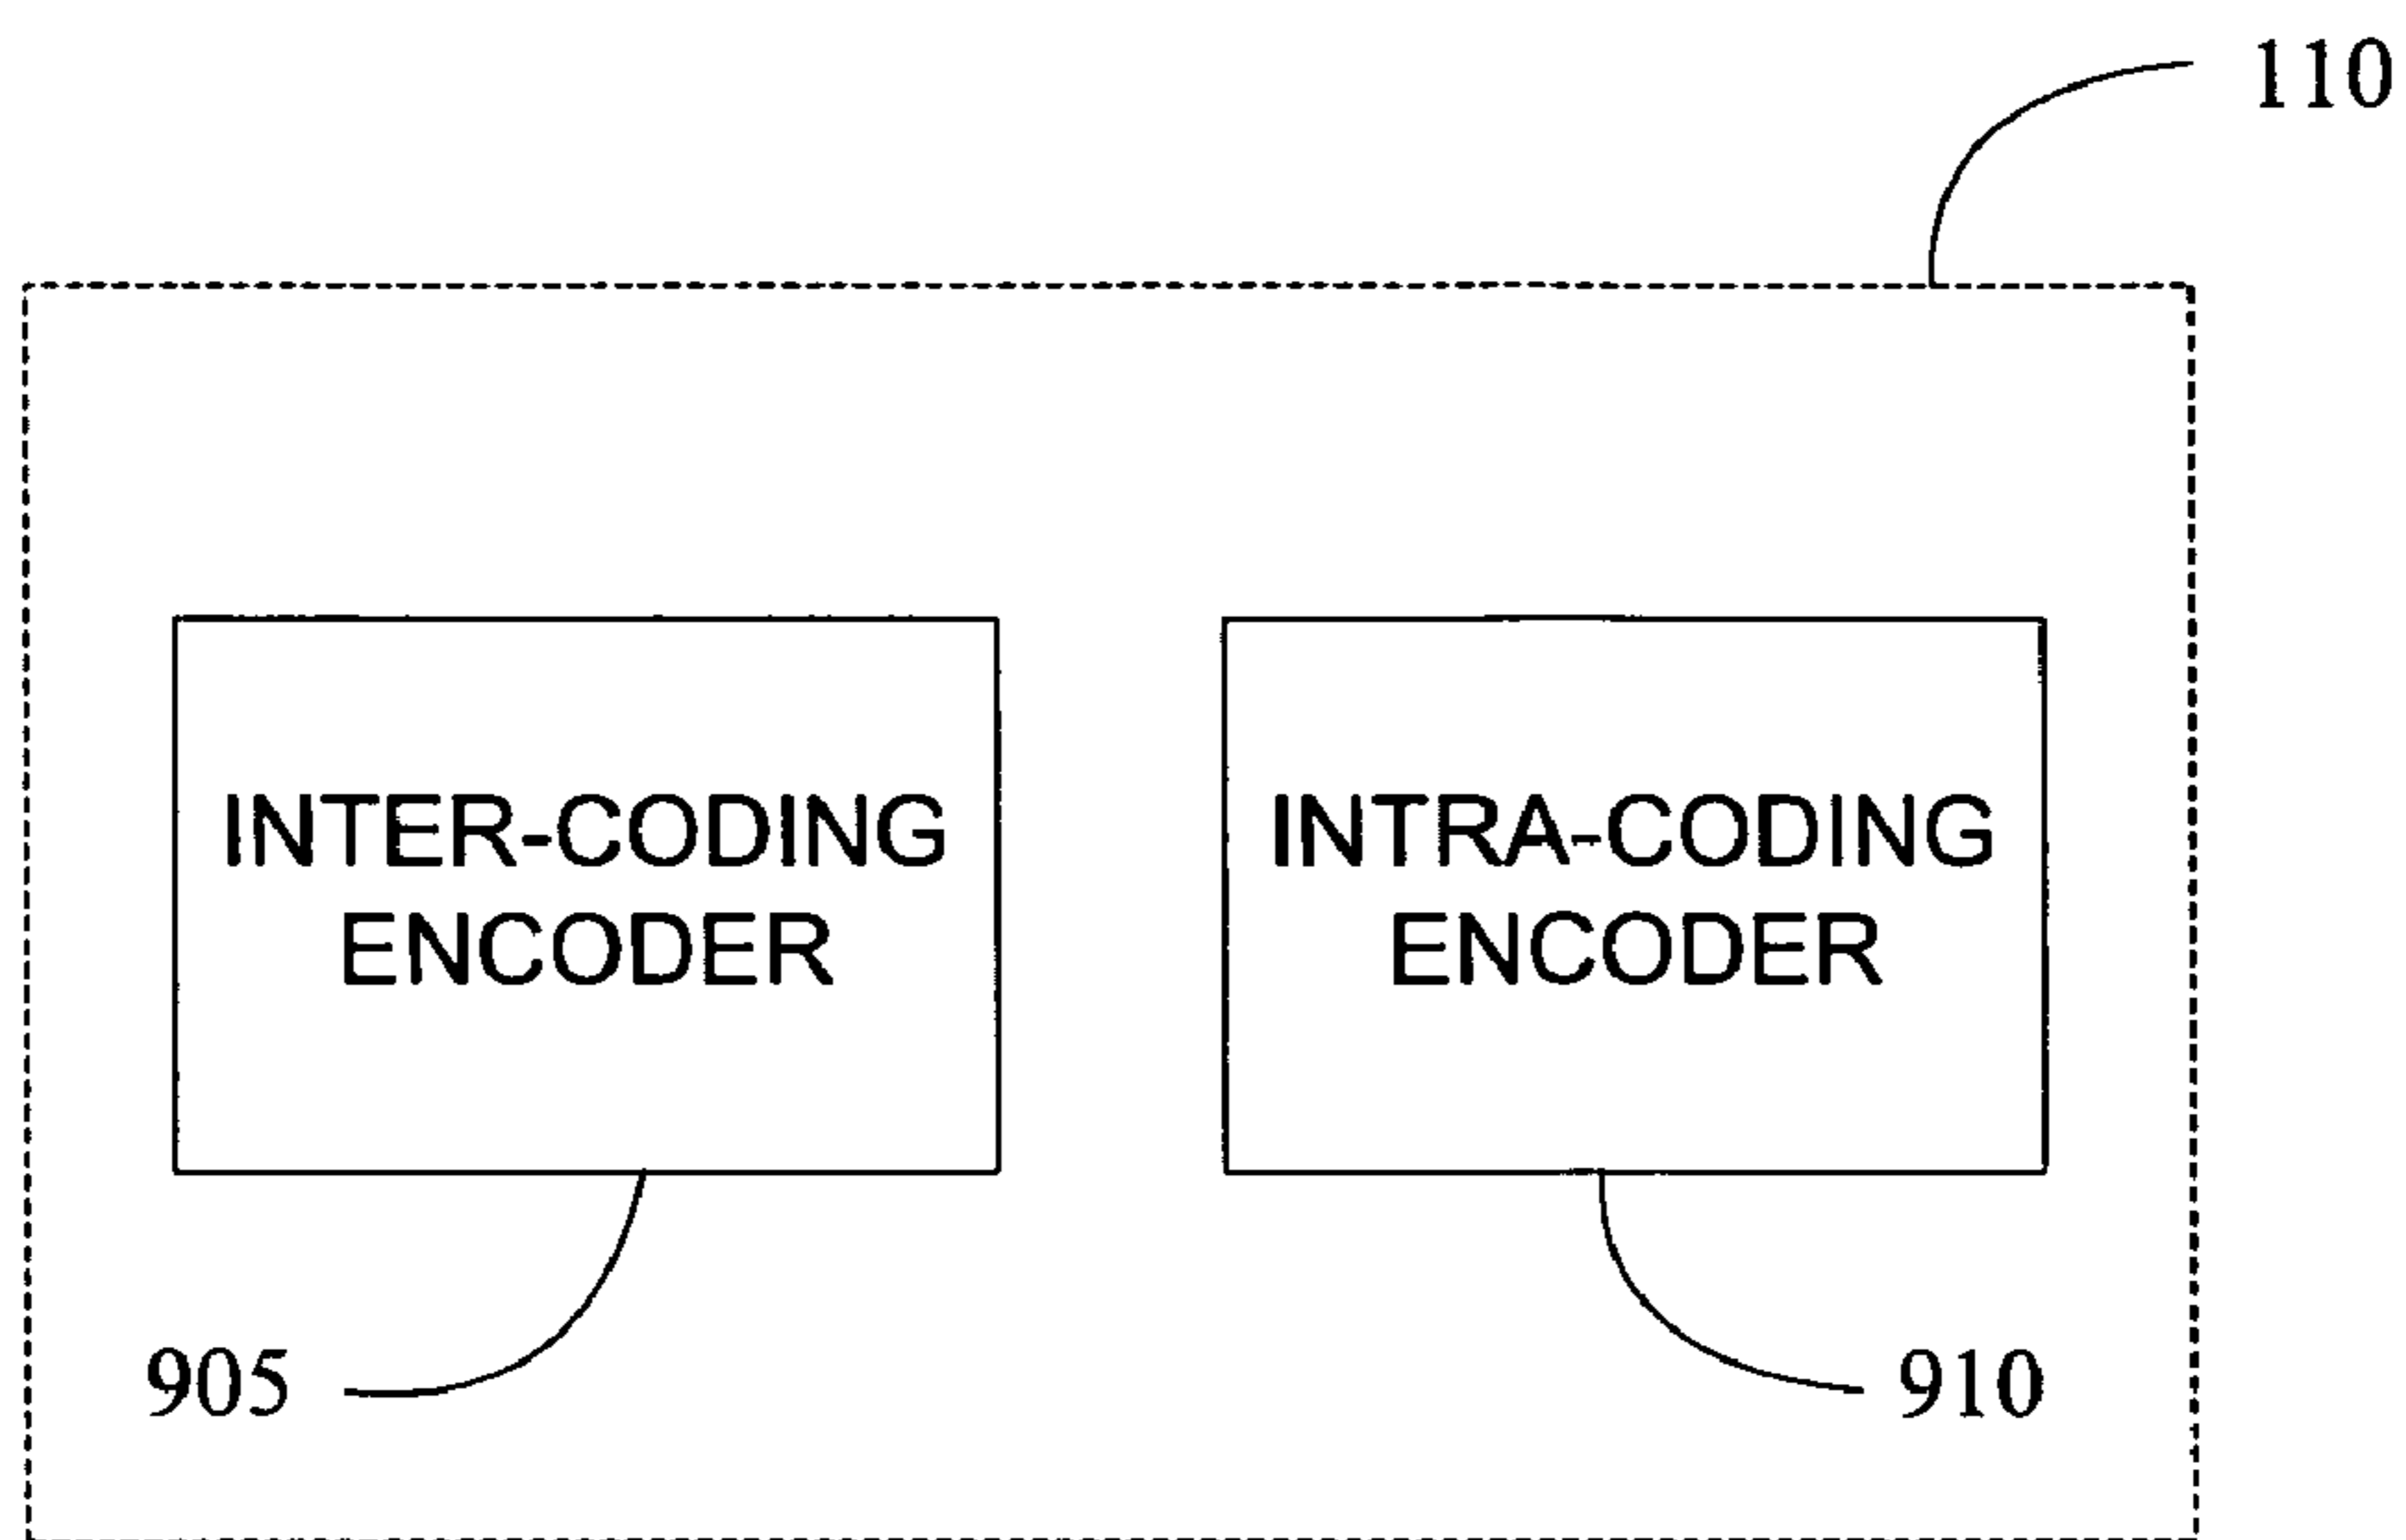 110
INTER-CODING
ENCODER
INTRA-CODING
ENCODER
905
910